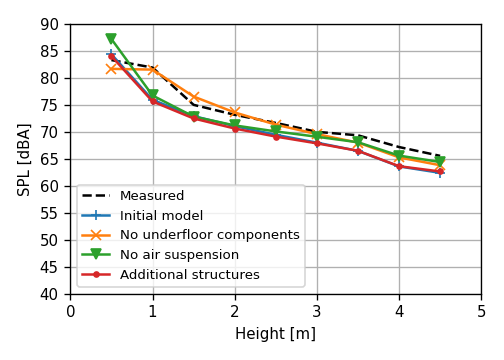 SPL [dBA]
90
85
80
75
70
65
60
55
50
45
40
Measured
Initial model
No underfloor components
No air suspension
Additional structures
0 1 2 3 4 5
Height [m]